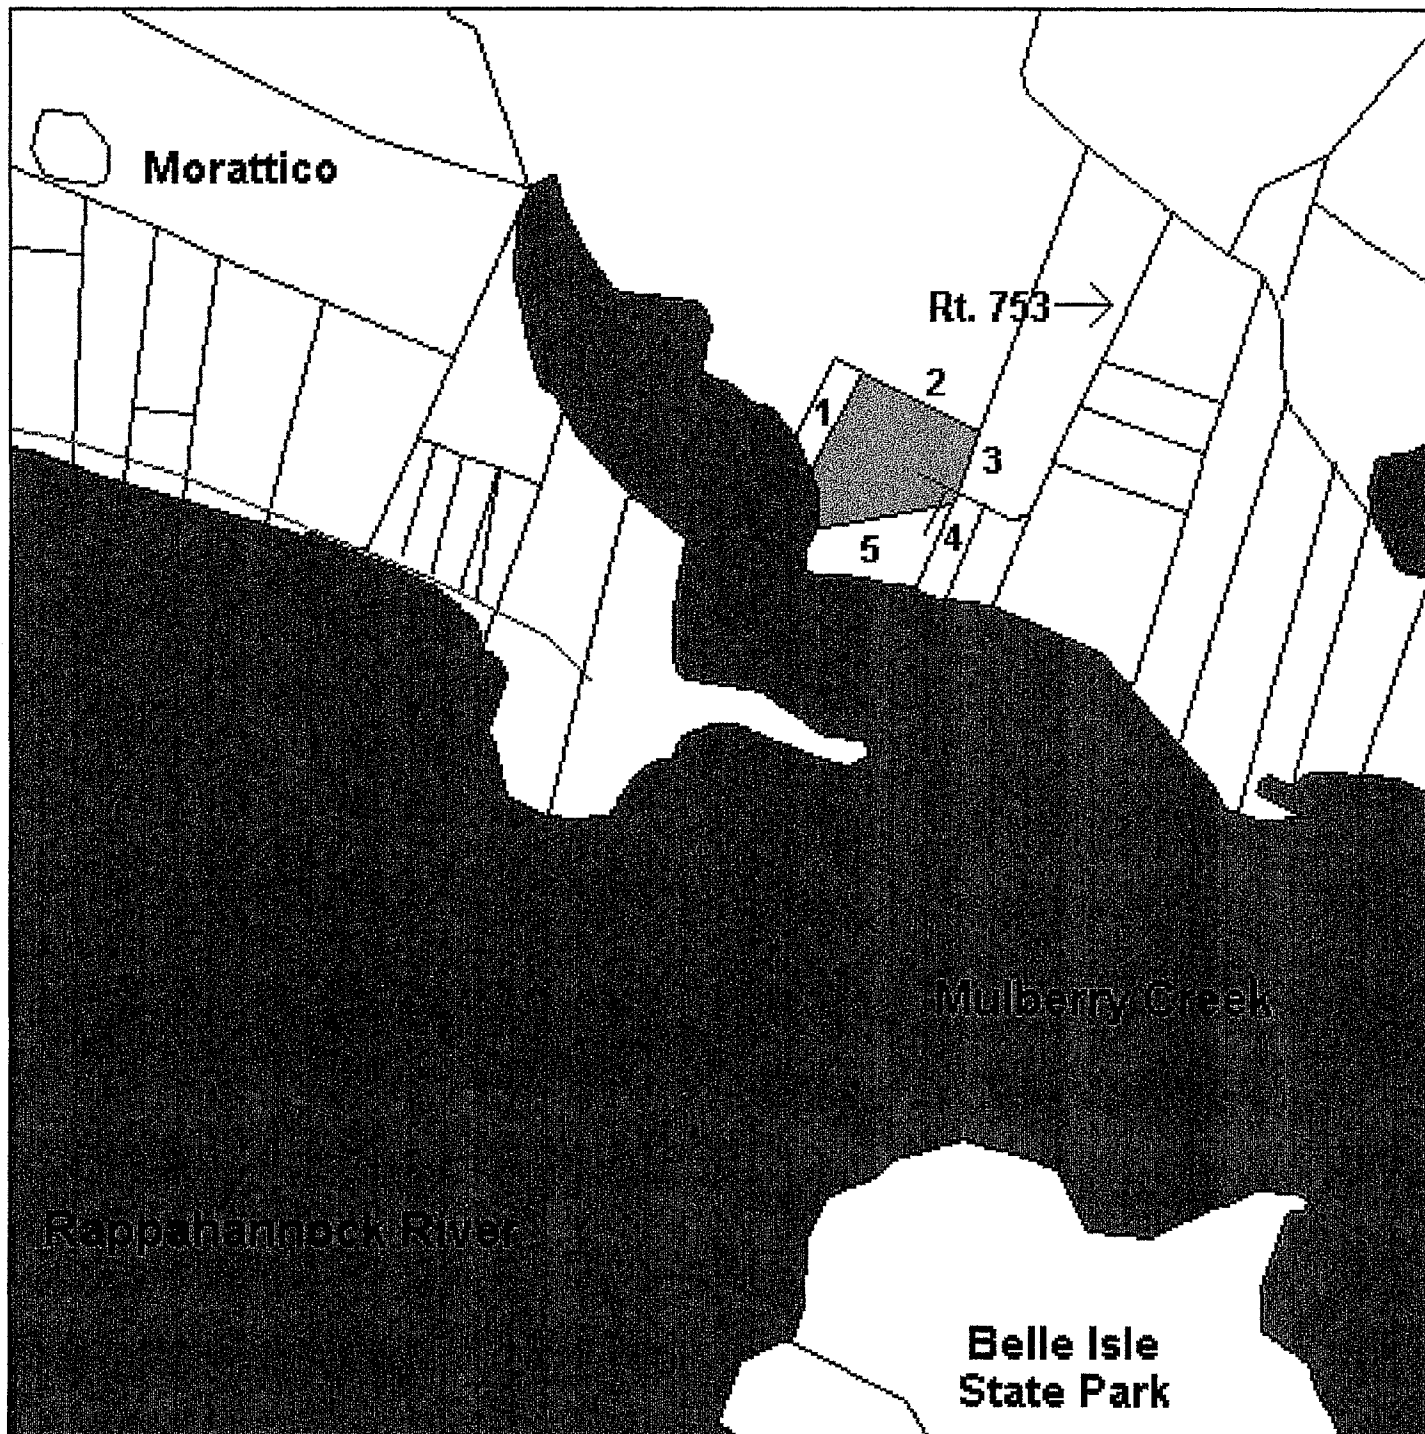 Morattico
Rt. 753
2
1
3
4
5
Mulberry Creek
Rappahannock River
Belle Isle
State Park